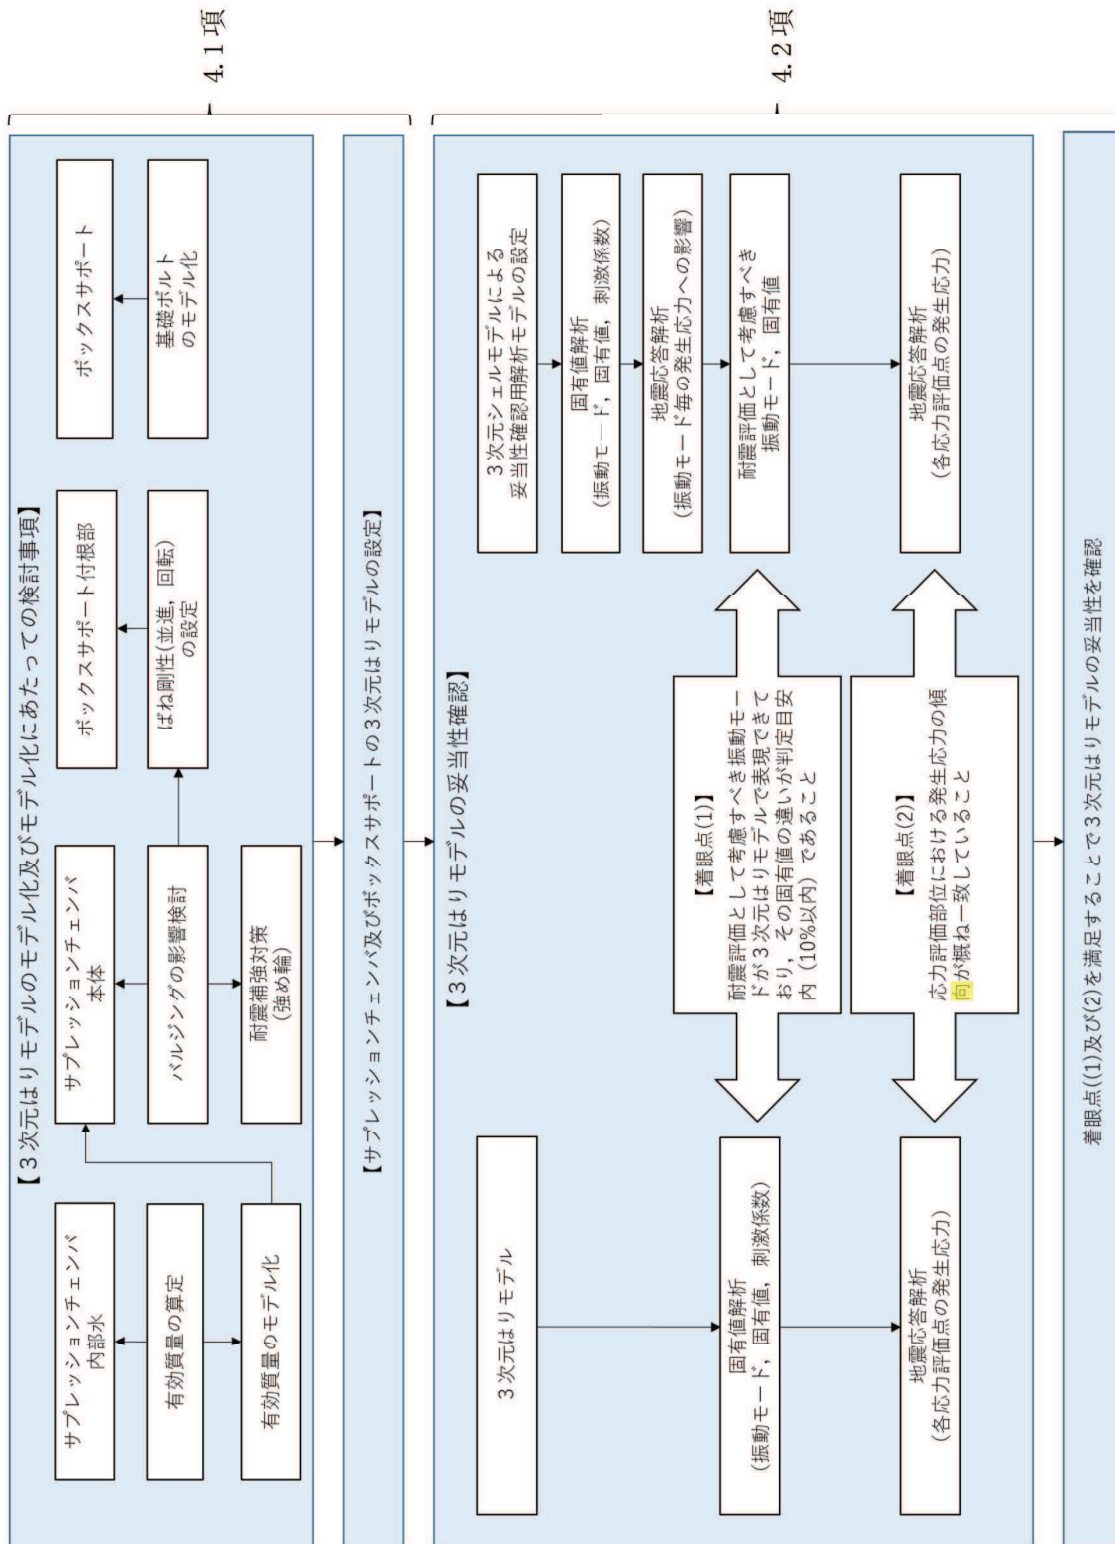 【３次元はりモデルのモデル化及びモデル化にあたっての検討事項】
サプレッションチェンバ
内部水
有効質量の算定
有効質量のモデル化
サプレッションチェンバ
本体
バルジングの影響検討
耐震補強対策
(強め輪)
ボックスサポート付根部
ばね剛性(並進，回転)
の設定
ボックスサポート
基礎ボルト
のモデル化
4.1項
【サプレッションチェンバ及びボックスサポートの３次元はりモデルの設定】
【３次元はりモデルの妥当性確認】
３次元はりモデル
固有値解析
(振動モード，固有値，刺激係数)
地震応答解析
(各応力評価点の発生応力)
【着眼点(1)】
耐震評価として考慮すべき振動モー
ドが３次元はりモデルで表現できて
おり，その固有値の違いが判定目安
内（10%以内）であること
【着眼点(2)】
応力評価部位における発生応力の傾
向が概ね一致していること
３次元シェルモデルによる
妥当性確認用解析モデルの設定
固有値解析
(振動モード，固有値，刺激係数)
地震応答解析
(振動モード毎の発生応力への影響)
耐震評価として考慮すべき
振動モード，固有値
地震応答解析
(各応力評価点の発生応力)
4.2項
着眼点((1)及び(2)を満足することで３次元はりモデルの妥当性を確認